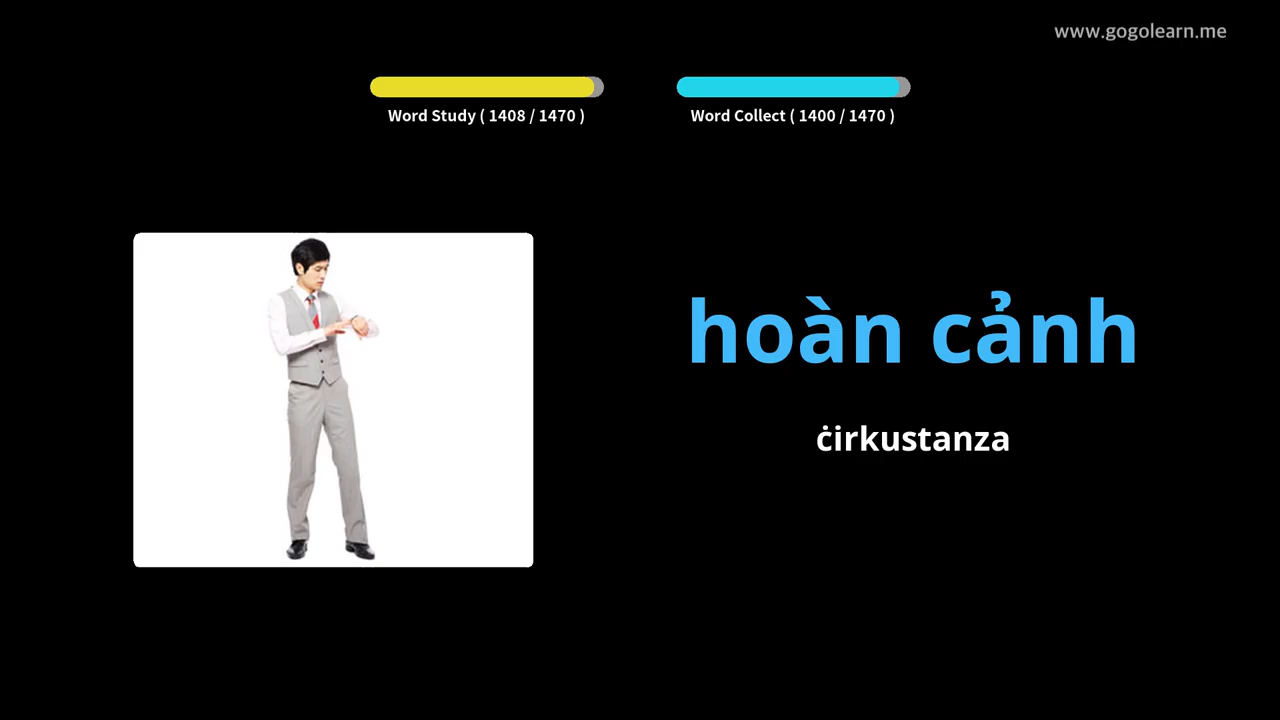 www.gogolearn.me
Word Study ( 1408 / 1470 )
Word Collect ( 1400 / 1470 )
hoàn cảnh
ċirkustanza